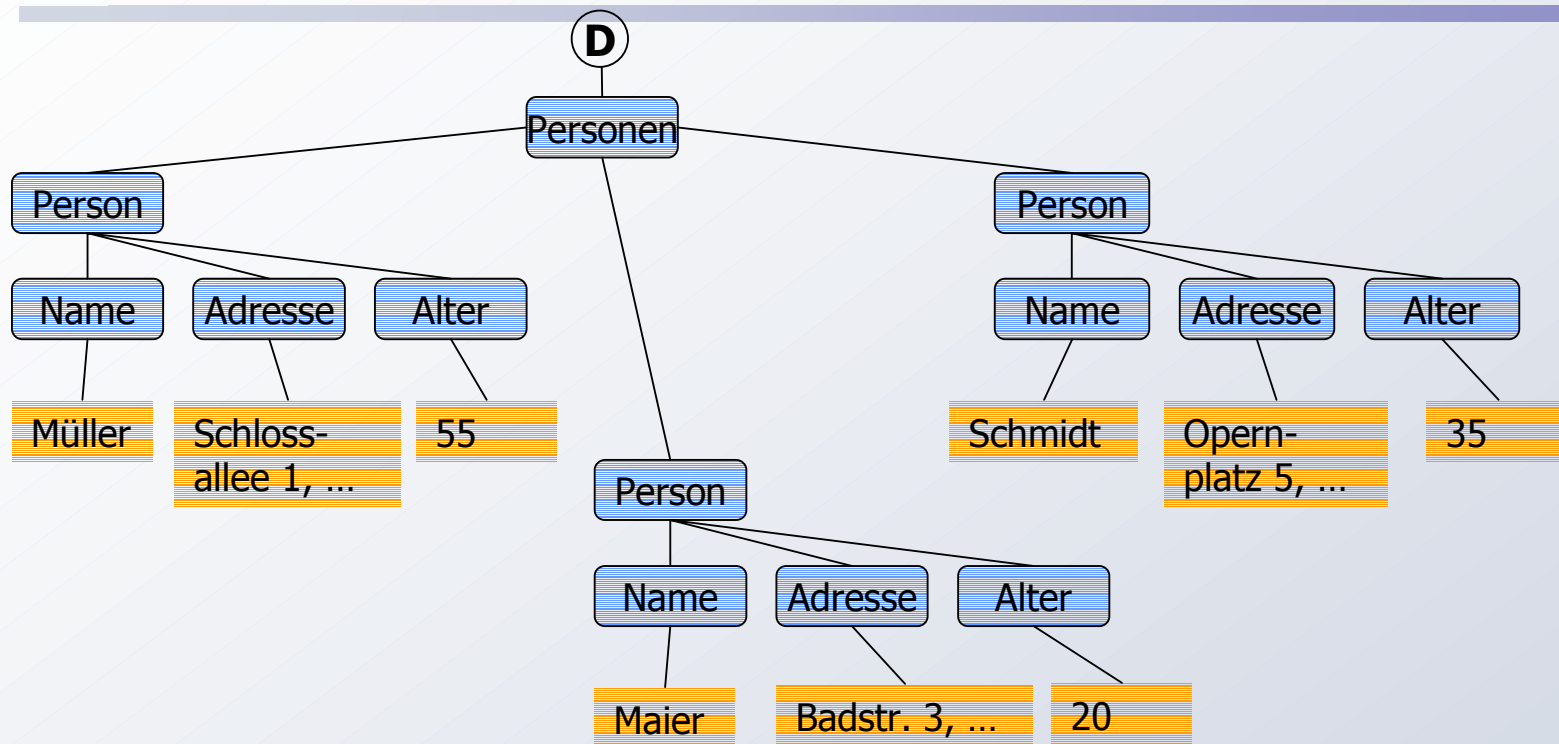 D
Personen
Person
Person
Name
Adresse
Alter
Name
Adresse
Alter
Müller
Schloss-
allee 1, ...
55
Schmidt
Opern-
platz 5, ...
35
Person
Name
Adresse
Alter
Maier
Badstr. 3, ...
20